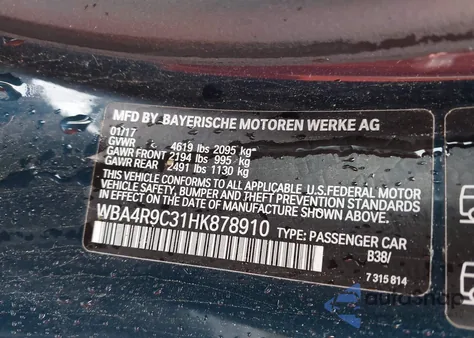 MFD BY BAYERISCHE MOTOREN WERKE AG
01/17
GVWR 4619 lbs 2095 kg
GAWR FRONT 2194 lbs 995 kg
GAWR REAR 2491 lbs 1130 kg
THIS VEHICLE CONFORMS TO ALL APPLICABLE U.S.FEDERAL MOTOR
VEHICLE SAFETY, BUMPER AND THEFT PREVENTION STANDARDS
IN EFFECT ON THE DATE OF MANUFACTURE SHOWN ABOVE.
WBA4R9C31HK878910 TYPE: PASSENGER CAR
B38/
7 315 814
autosnap